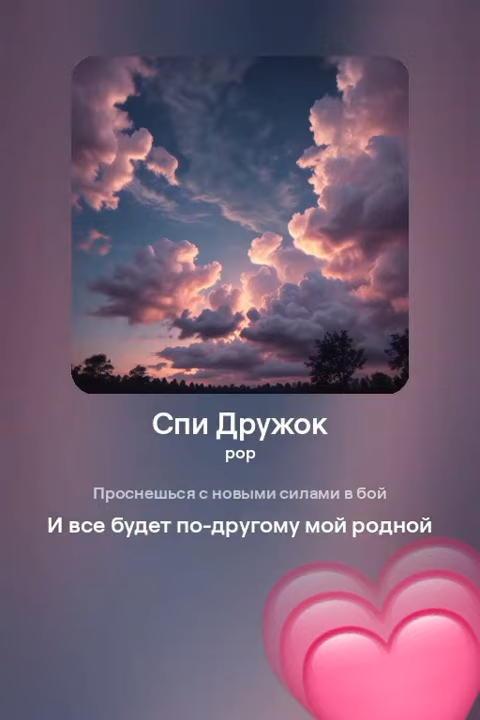 Спи Дружок
pop
Проснешься с новыми силами в бой
И все будет по-другому мой родной